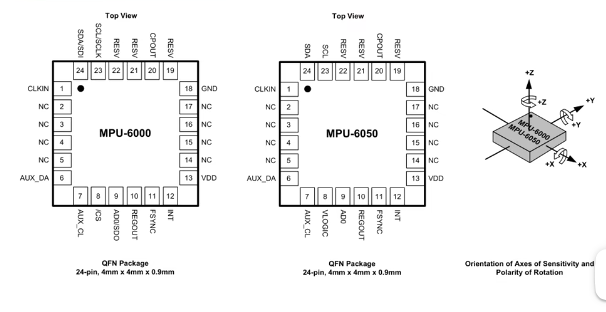 Top View
SDA/SDI
SCL/SCLK
RESV
RESV
CPOUT
RESV
24 23 22 21 20 19
CLKIN 1 18 GND
NC 2 17 NC
NC 3 16 NC
MPU-6000
NC 4 15 NC
NC 5 14 NC
AUX_DA 6 13 VDD
7 8 9 10 11 12
AUX_CL
/CS
AD0/SDO
REGOUT
FSYNC
INT
QFN Package
24-pin, 4mm x 4mm x 0.9mm
Top View
SDA
SCL
RESV
RESV
CPOUT
RESV
24 23 22 21 20 19
CLKIN 1 18 GND
NC 2 17 NC
NC 3 16 NC
MPU-6050
NC 4 15 NC
NC 5 14 NC
AUX_DA 6 13 VDD
7 8 9 10 11 12
AUX_CL
VLOGIC
AD0
REGOUT
FSYNC
INT
QFN Package
24-pin, 4mm x 4mm x 0.9mm
+Z
+Z
+Y
+Y
MPU-6000
MPU-6050
+X
+X
Orientation of Axes of Sensitivity and
Polarity of Rotation